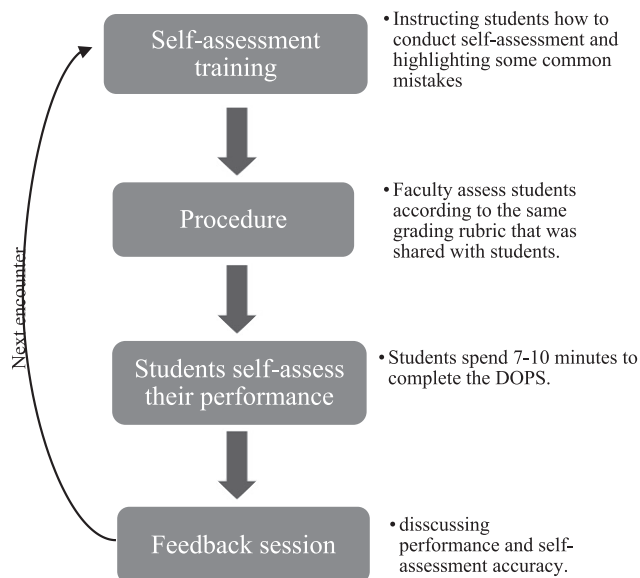 Self-assessment
training
• Instructing students how to
conduct self-assessment and
highlighting some common
mistakes
Procedure
• Faculty assess students
according to the same
grading rubric that was
shared with students.
Next encounter
Students self-assess
their performance
• Students spend 7-10 minutes to
complete the DOPS.
Feedback session
• disscussing
performance and self-
assessment accuracy.